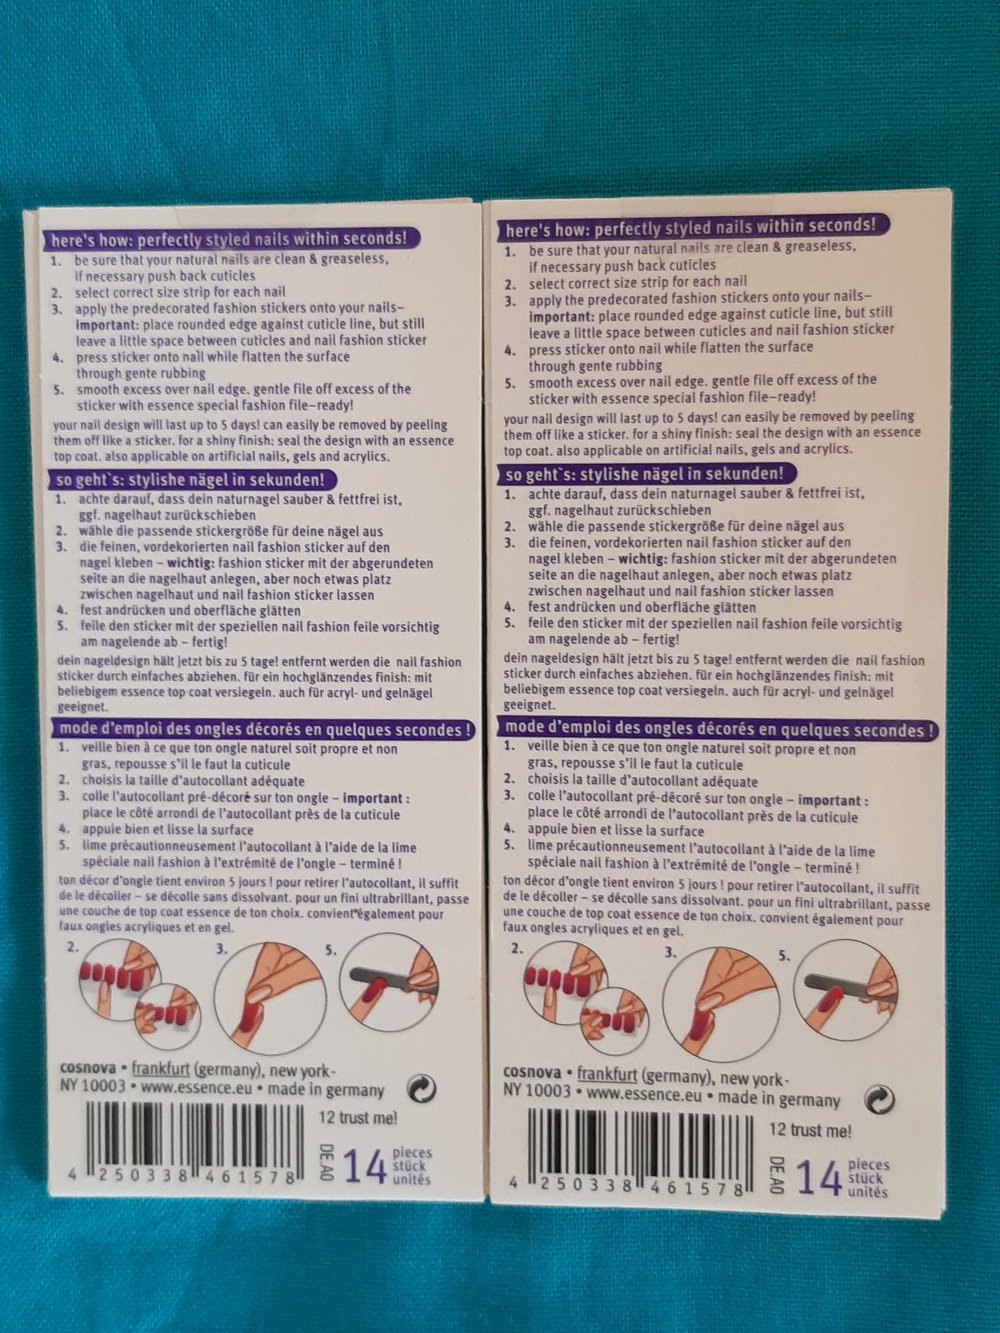 here's how: perfectly styled nails within seconds!
1. be sure that your natural nails are clean & greaseless,
if necessary push back cuticles
2. select correct size strip for each nail
3. apply the predecorated fashion stickers onto your nails–
important: place rounded edge against cuticle line, but still
leave a little space between cuticles and nail fashion sticker
4. press sticker onto nail while flatten the surface
through gente rubbing
5. smooth excess over nail edge. gentle file off excess of the
sticker with essence special fashion file–ready!
your nail design will last up to 5 days! can easily be removed by peeling
them off like a sticker. for a shiny finish: seal the design with an essence
top coat. also applicable on artificial nails, gels and acrylics.
so geht`s: stylishe nägel in sekunden!
1. achte darauf, dass dein naturnagel sauber & fettfrei ist,
ggf. nagelhaut zurückschieben
2. wähle die passende stickergröße für deine nägel aus
3. die feinen, vordekorierten nail fashion sticker auf den
nagel kleben – wichtig: fashion sticker mit der abgerundeten
seite an die nagelhaut anlegen, aber noch etwas platz
zwischen nagelhaut und nail fashion sticker lassen
4. fest andrücken und oberfläche glätten
5. feile den sticker mit der speziellen nail fashion feile vorsichtig
am nagelende ab – fertig!
dein nageldesign hält jetzt bis zu 5 tage! entfernt werden die nail fashion
sticker durch einfaches abziehen. für ein hochglänzendes finish: mit
beliebigem essence top coat versiegeln. auch für acryl- und gelnägel
geeignet.
mode d'emploi des ongles décorés en quelques secondes !
1. veille bien à ce que ton ongle naturel soit propre et non
gras, repousse s'il le faut la cuticule
2. choisis la taille d'autocollant adéquate
3. colle l'autocollant pré-décoré sur ton ongle – important :
place le côté arrondi de l'autocollant près de la cuticule
4. appuie bien et lisse la surface
5. lime précautionneusement l'autocollant à l'aide de la lime
spéciale nail fashion à l'extrémité de l'ongle – terminé !
ton décor d'ongle tient environ 5 jours ! pour retirer l'autocollant, il suffit
de le décoller – se décolle sans dissolvant. pour un fini ultrabrillant, passe
une couche de top coat essence de ton choix. convient également pour
faux ongles acryliques et en gel.
2. 3. 5.
cosnova • frankfurt (germany), new york-
NY 10003 • www.essence.eu • made in germany
12 trust me!
DE.A0
14 pieces
stück
unités
4 250338 461578
here's how: perfectly styled nails within seconds!
1. be sure that your natural nails are clean & greaseless,
if necessary push back cuticles
2. select correct size strip for each nail
3. apply the predecorated fashion stickers onto your nails–
important: place rounded edge against cuticle line, but still
leave a little space between cuticles and nail fashion sticker
4. press sticker onto nail while flatten the surface
through gente rubbing
5. smooth excess over nail edge. gentle file off excess of the
sticker with essence special fashion file–ready!
your nail design will last up to 5 days! can easily be removed by peeling
them off like a sticker. for a shiny finish: seal the design with an essence
top coat. also applicable on artificial nails, gels and acrylics.
so geht`s: stylishe nägel in sekunden!
1. achte darauf, dass dein naturnagel sauber & fettfrei ist,
ggf. nagelhaut zurückschieben
2. wähle die passende stickergröße für deine nägel aus
3. die feinen, vordekorierten nail fashion sticker auf den
nagel kleben – wichtig: fashion sticker mit der abgerundeten
seite an die nagelhaut anlegen, aber noch etwas platz
zwischen nagelhaut und nail fashion sticker lassen
4. fest andrücken und oberfläche glätten
5. feile den sticker mit der speziellen nail fashion feile vorsichtig
am nagelende ab – fertig!
dein nageldesign hält jetzt bis zu 5 tage! entfernt werden die nail fashion
sticker durch einfaches abziehen. für ein hochglänzendes finish: mit
beliebigem essence top coat versiegeln. auch für acryl- und gelnägel
geeignet.
mode d'emploi des ongles décorés en quelques secondes !
1. veille bien à ce que ton ongle naturel soit propre et non
gras, repousse s'il le faut la cuticule
2. choisis la taille d'autocollant adéquate
3. colle l'autocollant pré-décoré sur ton ongle – important :
place le côté arrondi de l'autocollant près de la cuticule
4. appuie bien et lisse la surface
5. lime précautionneusement l'autocollant à l'aide de la lime
spéciale nail fashion à l'extrémité de l'ongle – terminé !
ton décor d'ongle tient environ 5 jours ! pour retirer l'autocollant, il suffit
de le décoller – se décolle sans dissolvant. pour un fini ultrabrillant, passe
une couche de top coat essence de ton choix. convient également pour
faux ongles acryliques et en gel.
2. 3. 5.
cosnova • frankfurt (germany), new york-
NY 10003 • www.essence.eu • made in germany
12 trust me!
DE.A0
14 pieces
stück
unités
4 250338 461578